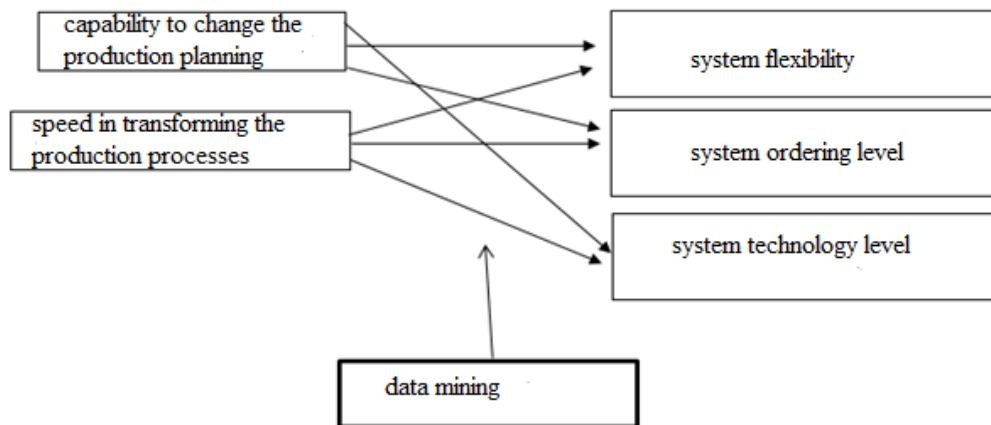 capability to change the
production planning
system flexibility
speed in transforming the
production processes
system ordering level
system technology level
data mining